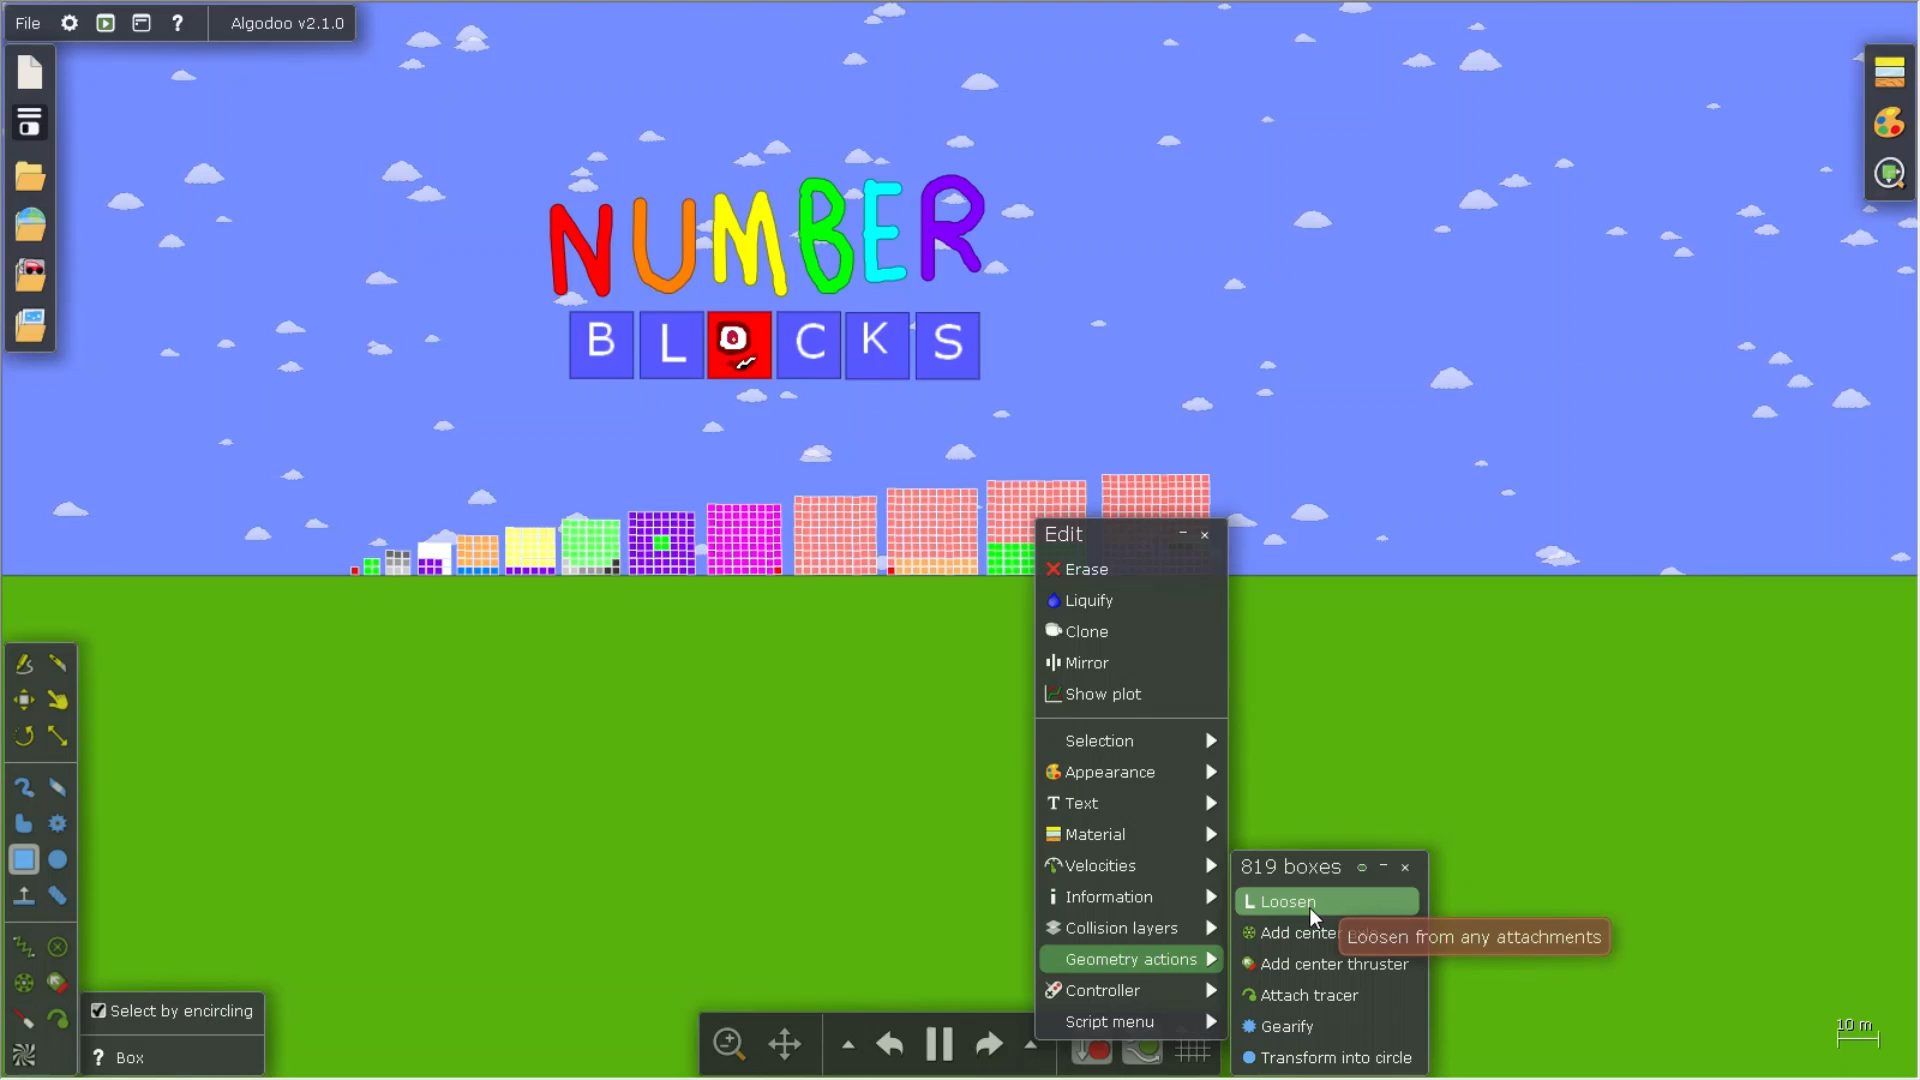 File
Algodoo v2.1.0
NUMBER
BLOCKS
Edit
Erase
Liquify
Clone
Mirror
Show plot
Selection
Appearance
Text
Material
Velocities
Information
Collision layers
Geometry actions
Controller
Script menu
819 boxes
Loosen
Add center
Loosen from any attachments
Add center thruster
Attach tracer
Gearify
Transform into circle
Select by encircling
? Box
10 m